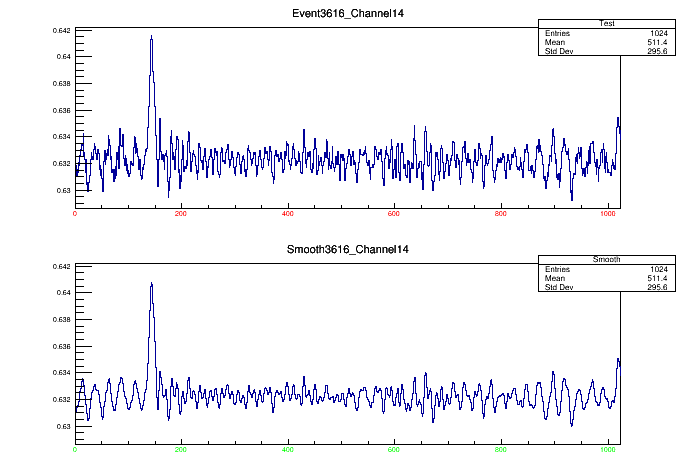 Event3616_Channel14
Test
Entries 1024
Mean 511.4
Std Dev 295.6
0.642
0.64
0.638
0.636
0.634
0.632
0.63
0 200 400 600 800 1000
Smooth3616_Channel14
Smooth
Entries 1024
Mean 511.4
Std Dev 295.6
0.642
0.64
0.638
0.636
0.634
0.632
0.63
0 200 400 600 800 1000